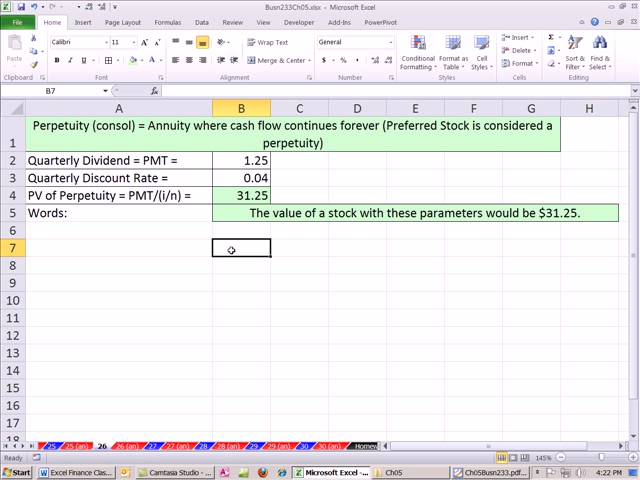 Busn233Ch05.xlsx - Microsoft Excel
File Home Insert Page Layout Formulas Data Review View Developer Add-Ins PowerPivot
Calibri 11 Wrap Text General Insert
Paste Delete
B I U Merge & Center $ % , Conditional Formatting Format as Table Cell Styles Format Sort & Filter Find & Select
Clipboard Font Alignment Number Styles Cells Editing
B7 fx
A B C D E F G H
1 Perpetuity (consol) = Annuity where cash flow continues forever (Preferred Stock is considered a
perpetuity)
2 Quarterly Dividend = PMT = 1.25
3 Quarterly Discount Rate = 0.04
4 PV of Perpetuity = PMT/(i/n) = 31.25
5 Words: The value of a stock with these parameters would be $31.25.
6
7
8
9
10
11
12
13
14
15
16
17
18
25 25 (an) 26 26 (an) 27 27 (an) 28 28 (an) 29 29 (an) 30 30 (an) Homew
Ready 145%
Start Excel Finance Clas... Camtasia Studio - ... Microsoft Excel -... Ch05 Ch05Busn233.pdf... 4:22 PM